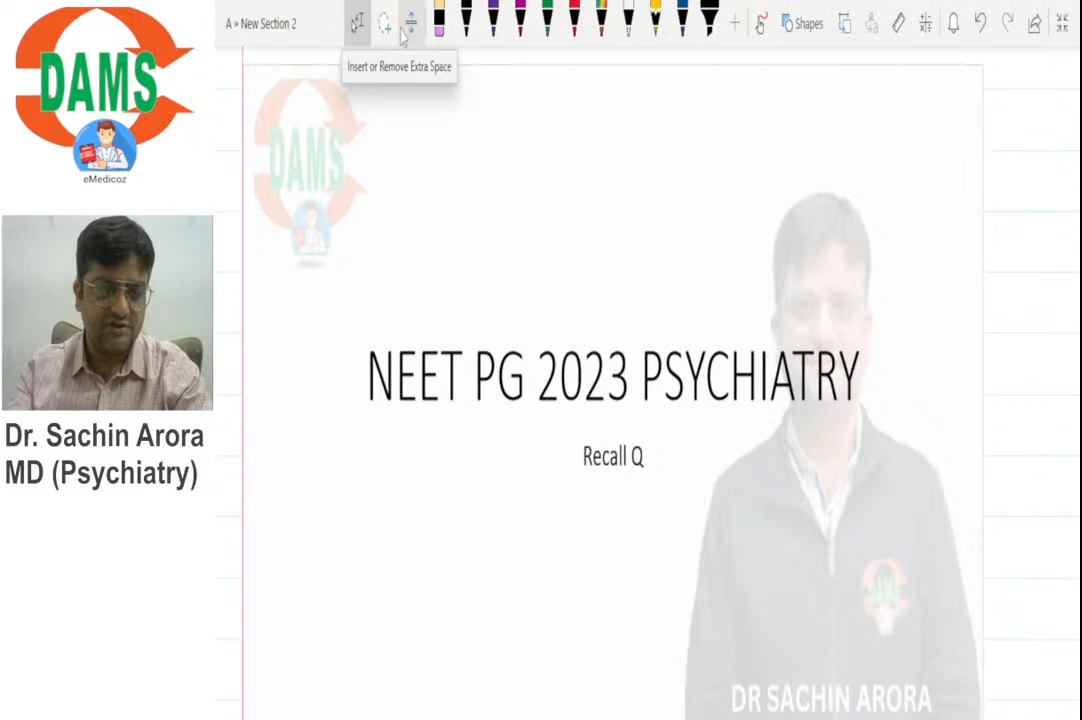 A » New Section 2
Shapes
Insert or Remove Extra Space
DAMS
eMedicoz
DAMS
Dr. Sachin Arora
MD (Psychiatry)
NEET PG 2023 PSYCHIATRY
Recall Q
DAMS
DR SACHIN ARORA